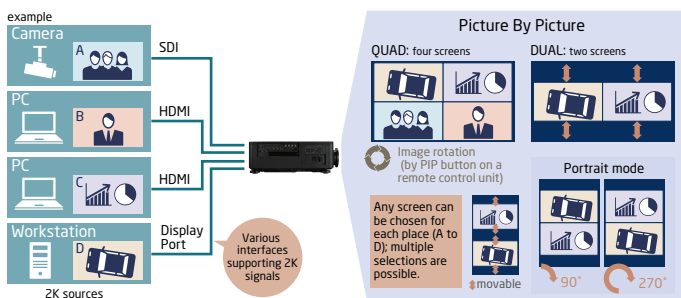 example
Camera
A
SDI
PC
B
HDMI
PC
C
HDMI
Workstation
D
Display
Port
2K sources
Various
interfaces
supporting 2K
signals
Picture By Picture
QUAD: four screens
DUAL: two screens
Image rotation
(by PIP button on a
remote control unit)
Any screen can
be chosen for
each place (A to
D); multiple
selections are
possible.
movable
Portrait mode
90°
270°